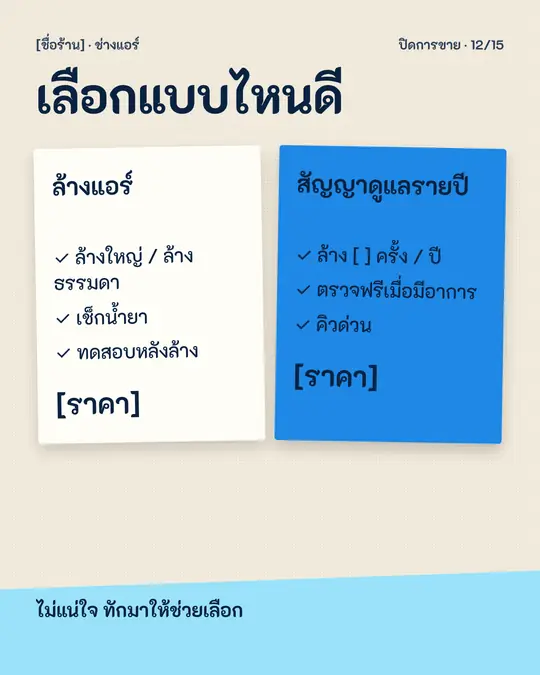 [ชื่อร้าน] · ช่างแอร์
ปิดการขาย · 12/15
เลือกแบบไหนดี
ล้างแอร์
✓ ล้างใหญ่ / ล้าง
ธรรมดา
✓ เช็กน้ำยา
✓ ทดสอบหลังล้าง
[ราคา]
สัญญาดูแลรายปี
✓ ล้าง [ ] ครั้ง / ปี
✓ ตรวจฟรีเมื่อมีอาการ
✓ คิวด่วน
[ราคา]
ไม่แน่ใจ ทักมาให้ช่วยเลือก